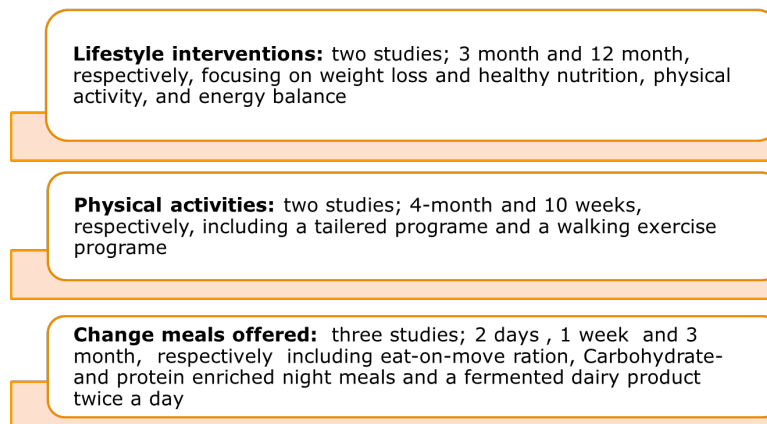 Lifestyle interventions: two studies; 3 month and 12 month,
respectively, focusing on weight loss and healthy nutrition, physical
activity, and energy balance
Physical activities: two studies; 4-month and 10 weeks,
respectively, including a tailered programe and a walking exercise
programe
Change meals offered:  three studies; 2 days , 1 week  and 3
month,  respectively  including eat-on-move ration, Carbohydrate-
and protein enriched night meals and a fermented dairy product
twice a day